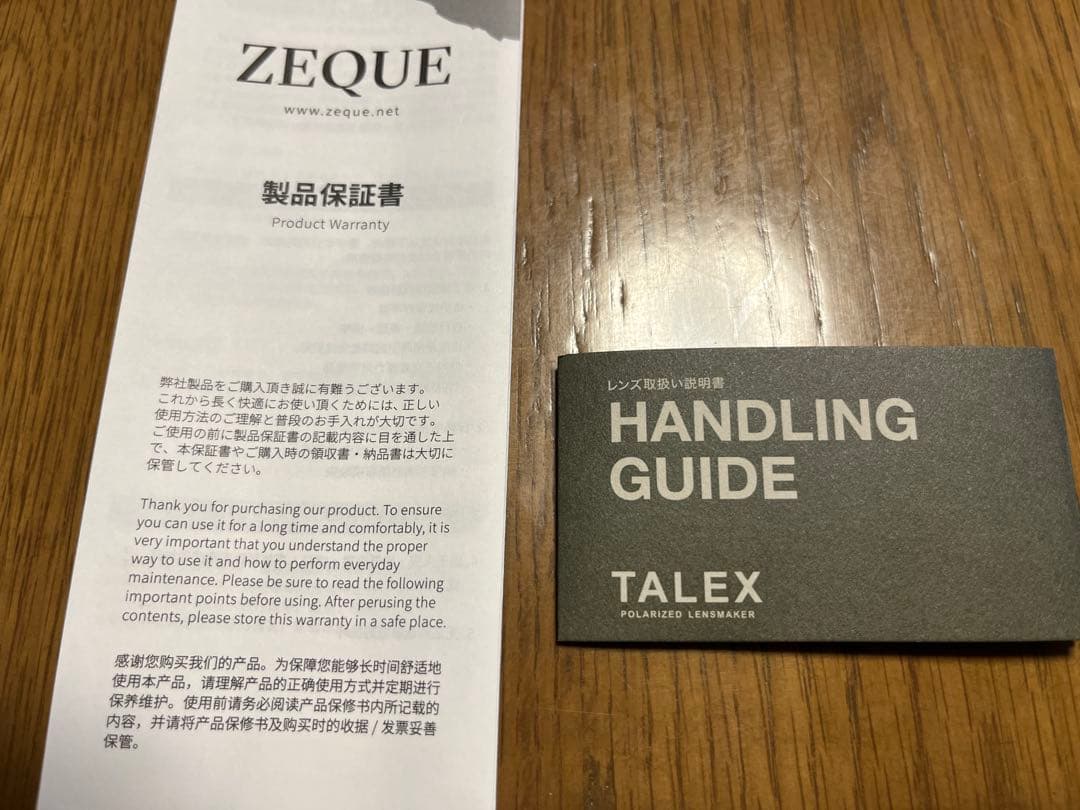 ZEQUE
www.zeque.net
製品保証書
Product Warranty
弊社製品をご購入頂き誠に有難うございます。
これから長く快適にお使い頂くためには、正しい
使用方法のご理解と普段のお手入れが大切です。
ご使用の前に製品保証書の記載内容に目を通した上
で、本保証書やご購入時の領収書・納品書は大切に
保管してください。
Thank you for purchasing our product. To ensure
you can use it for a long time and comfortably, it is
very important that you understand the proper
way to use it and how to perform everyday
maintenance. Please be sure to read the following
important points before using. After perusing the
contents, please store this warranty in a safe place.
感谢您购买我们的产品。为保障您能够长时间舒适地
使用本产品，请理解产品的正确使用方式并定期进行
保养维护。使用前请务必阅读产品保修书内所记载的
内容，并请将产品保修书及购买时的收据 / 发票妥善
保管。
レンズ取扱い説明書
HANDLING
GUIDE
TALEX
POLARIZED LENSMAKER